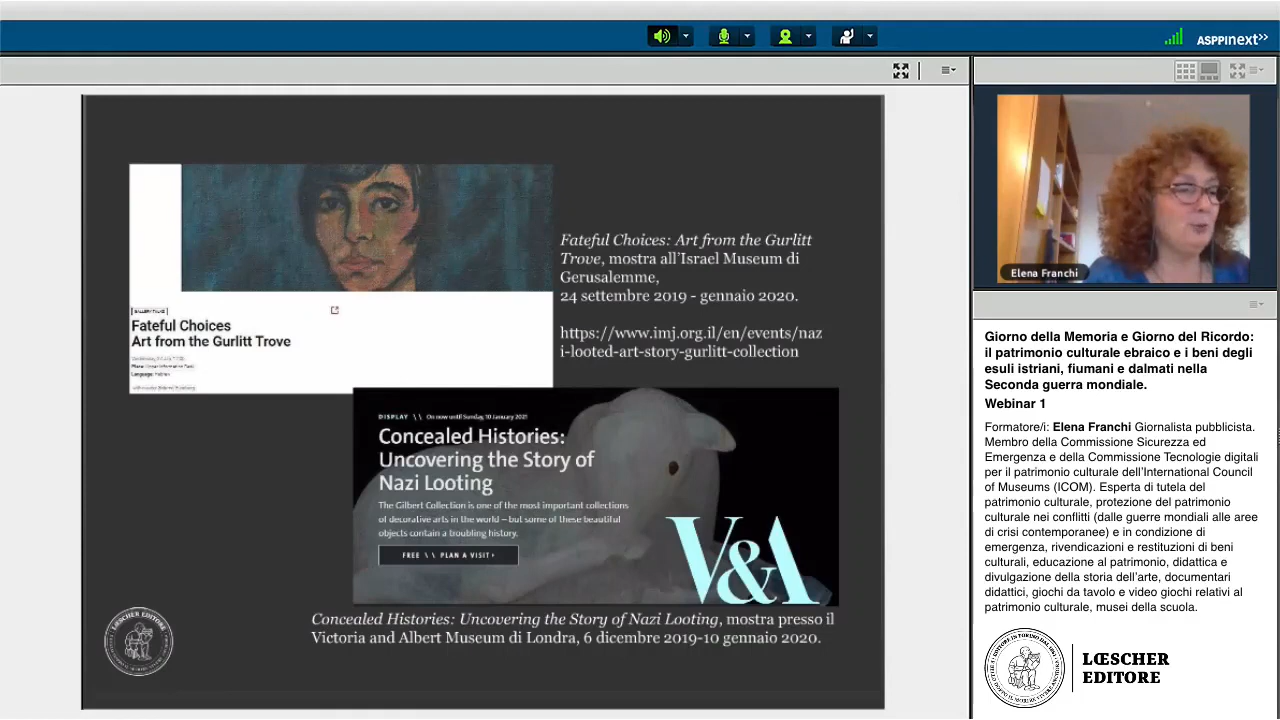 ASPPInext>>
Fateful Choices: Art from the Gurlitt
Trove, mostra all'Israel Museum di
Gerusalemme,
24 settembre 2019 - gennaio 2020.
https://www.imj.org.il/en/events/naz
i-looted-art-story-gurlitt-collection
Fateful Choices
Art from the Gurlitt Trove
DISPLAY \\ On now until Sunday, 10 January 2021
Concealed Histories:
Uncovering the Story of
Nazi Looting
The Gilbert Collection is one of the most important collections
of decorative arts in the world – but some of these beautiful
objects contain a troubling history.
FREE \\ PLAN A VISIT ›
V&A
Concealed Histories: Uncovering the Story of Nazi Looting, mostra presso il
Victoria and Albert Museum di Londra, 6 dicembre 2019-10 gennaio 2020.
Elena Franchi
Giorno della Memoria e Giorno del Ricordo:
il patrimonio culturale ebraico e i beni degli
esuli istriani, fiumani e dalmati nella
Seconda guerra mondiale.
Webinar 1
Formatore/i: Elena Franchi Giornalista pubblicista.
Membro della Commissione Sicurezza ed
Emergenza e della Commissione Tecnologie digitali
per il patrimonio culturale dell'International Council
of Museums (ICOM). Esperta di tutela del
patrimonio culturale, protezione del patrimonio
culturale nei conflitti (dalle guerre mondiali alle aree
di crisi contemporanee) e in condizione di
emergenza, rivendicazioni e restituzioni di beni
culturali, educazione al patrimonio, didattica e
divulgazione della storia dell'arte, documentari
didattici, giochi da tavolo e video giochi relativi al
patrimonio culturale, musei della scuola.
LŒSCHER
EDITORE